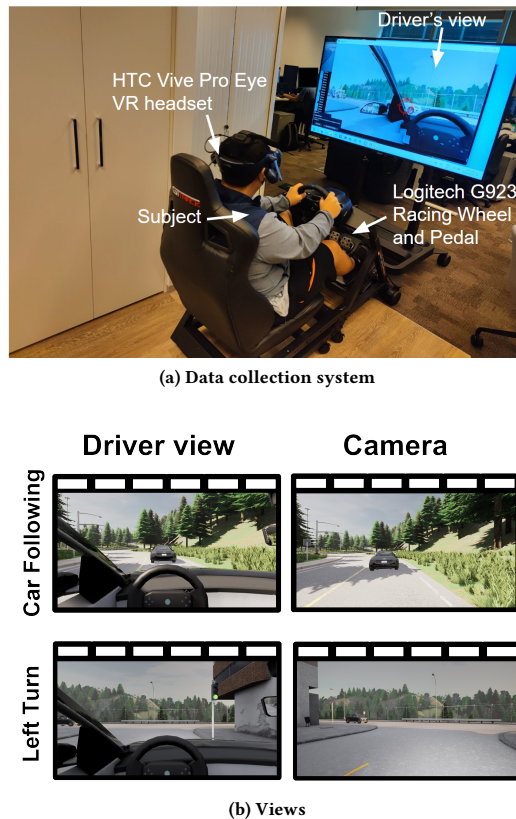 Driver's view
HTC Vive Pro Eye
VR headset
Logitech G923
Racing Wheel
and Pedal
Subject
(a) Data collection system
Driver view
Camera
Car Following
Left Turn
(b) Views